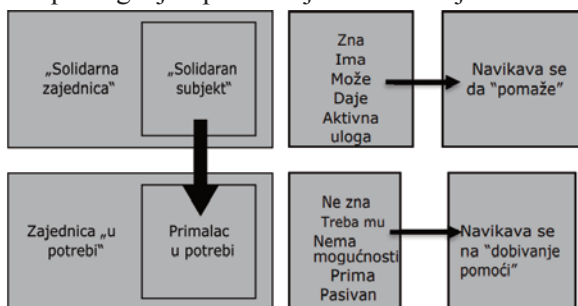 „Solidarna
zajednica“
„Solidaran
subjekt“
Zna
Ima
Može
Daje
Aktivna
uloga
Navikava se
da “pomaže”
Zajednica „u
potrebi“
Primalac
u potrebi
Ne zna
Treba mu
Nema
mogućnosti
Prima
Pasivan
Navikava se
na “dobivanje
pomoći”